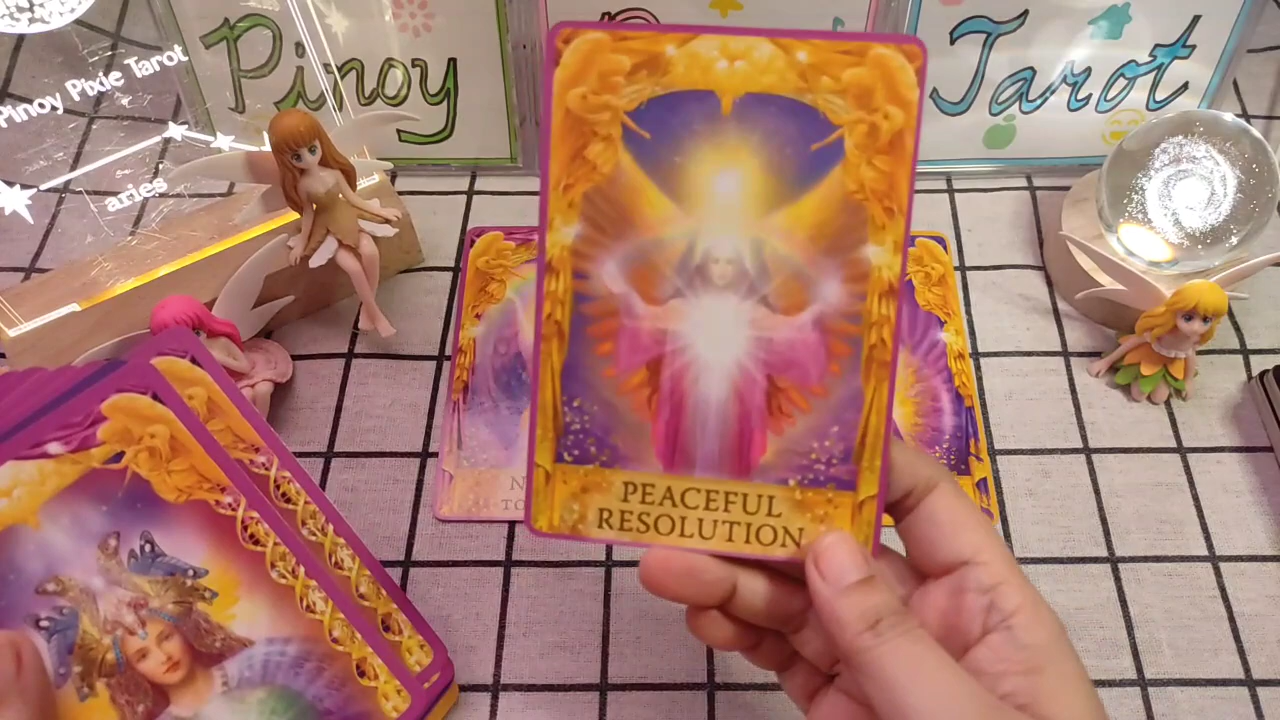 Pinoy
Tarot
Pinoy Pixie Tarot
aries
PEACEFUL
RESOLUTION